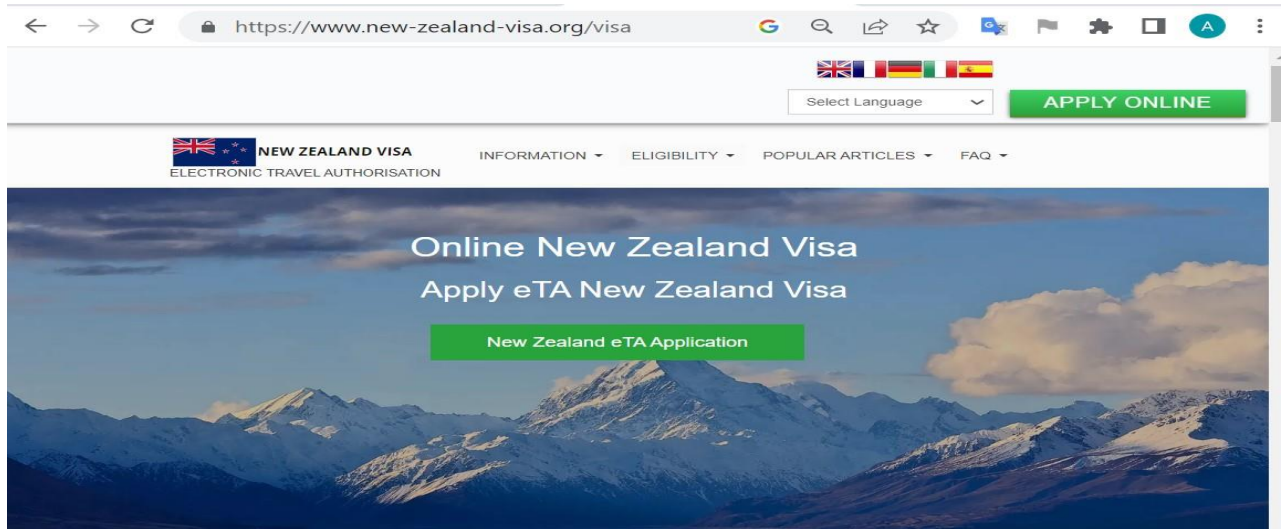 https://www.new-zealand-visa.org/visa
A
Select Language
APPLY ONLINE
NEW ZEALAND VISA
ELECTRONIC TRAVEL AUTHORISATION
INFORMATION ELIGIBILITY POPULAR ARTICLES FAQ
Online New Zealand Visa
Apply eTA New Zealand Visa
New Zealand eTA Application